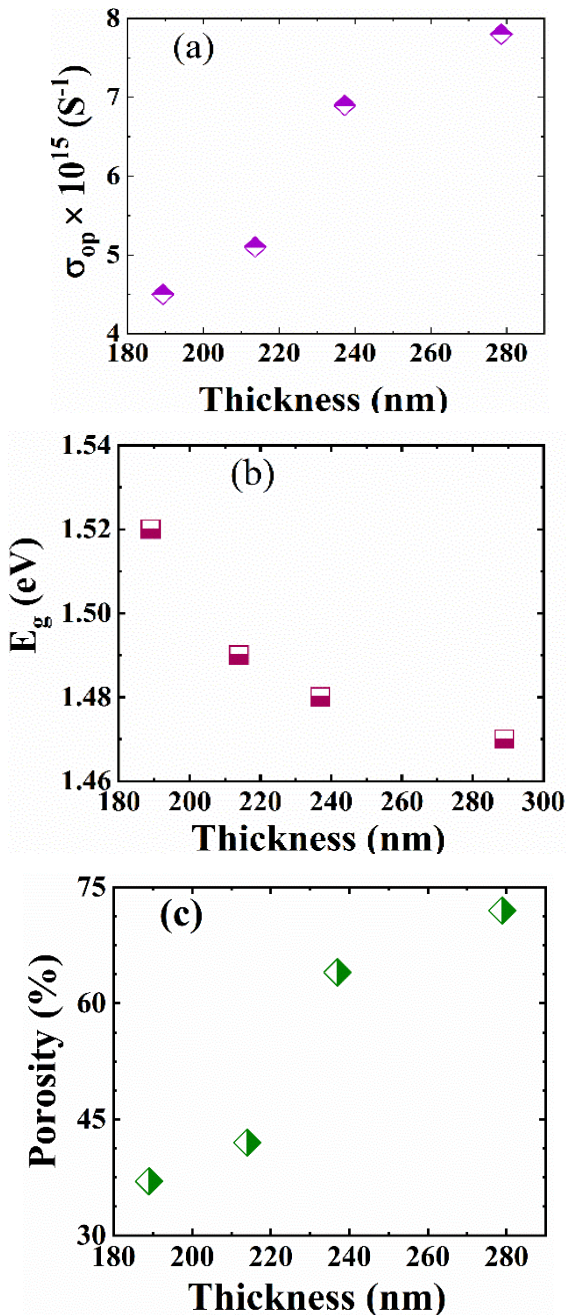 (a)
σop × 10^15 (S^-1)
8
7
6
5
4
180 200 220 240 260 280
Thickness (nm)
(b)
Eg (eV)
1.54
1.52
1.50
1.48
1.46
180 200 220 240 260 280 300
Thickness (nm)
(c)
Porosity (%)
75
60
45
30
180 200 220 240 260 280
Thickness (nm)